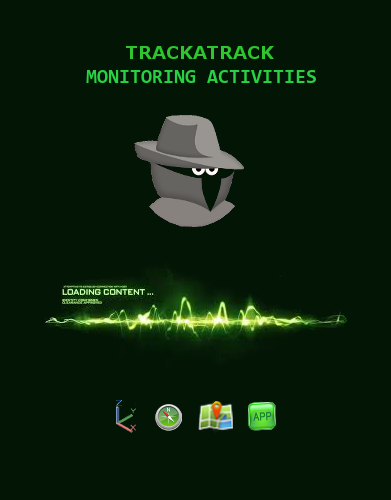 TRACKATRACK
MONITORING ACTIVITIES
LOADING CONTENT ...
Z
Y
X
N
APP